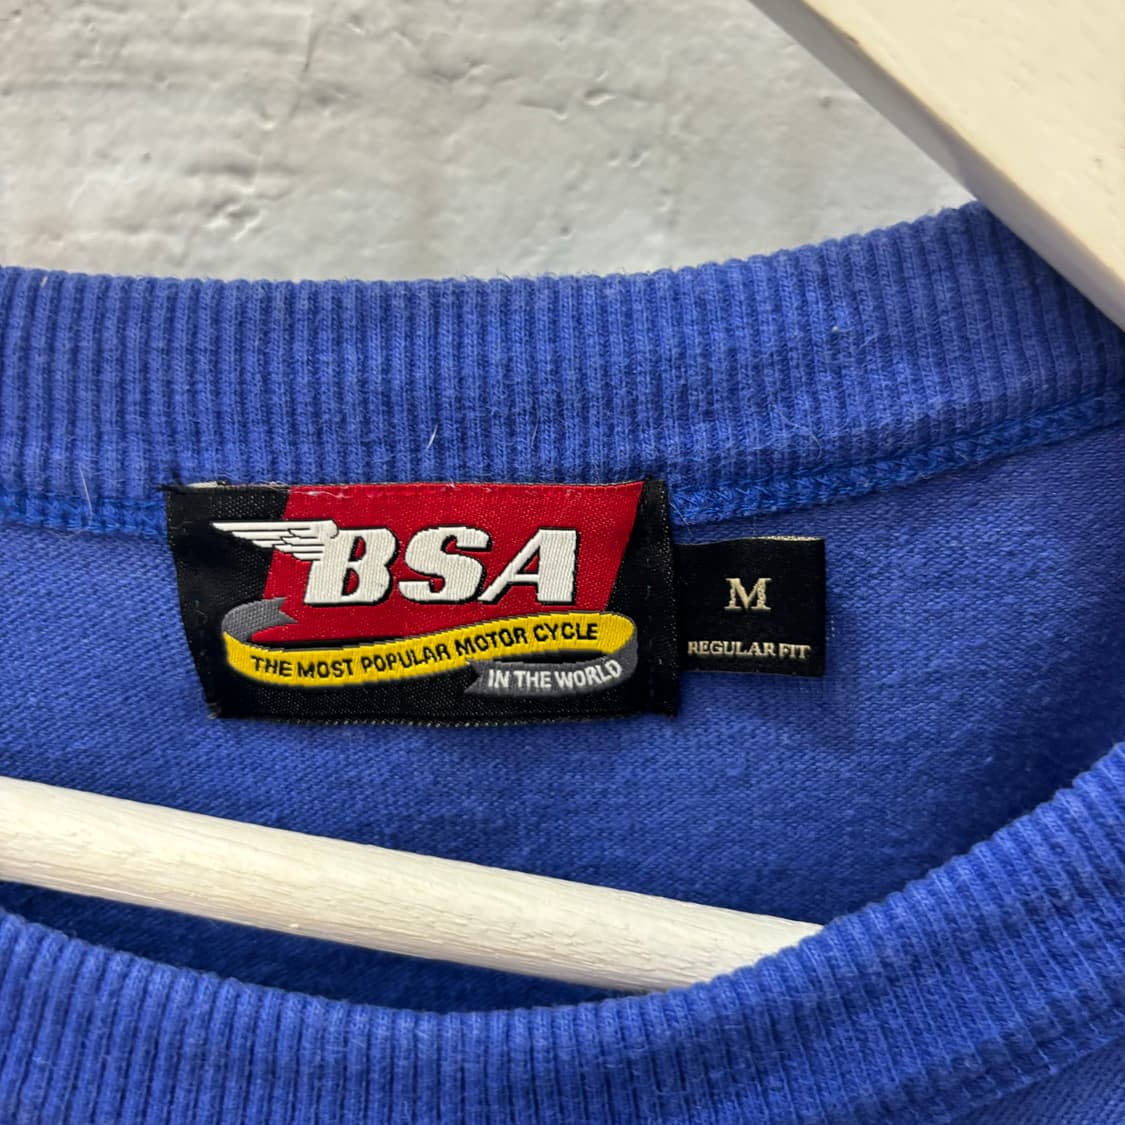 BSA
THE MOST POPULAR MOTOR CYCLE
IN THE WORLD
M
REGULAR FIT